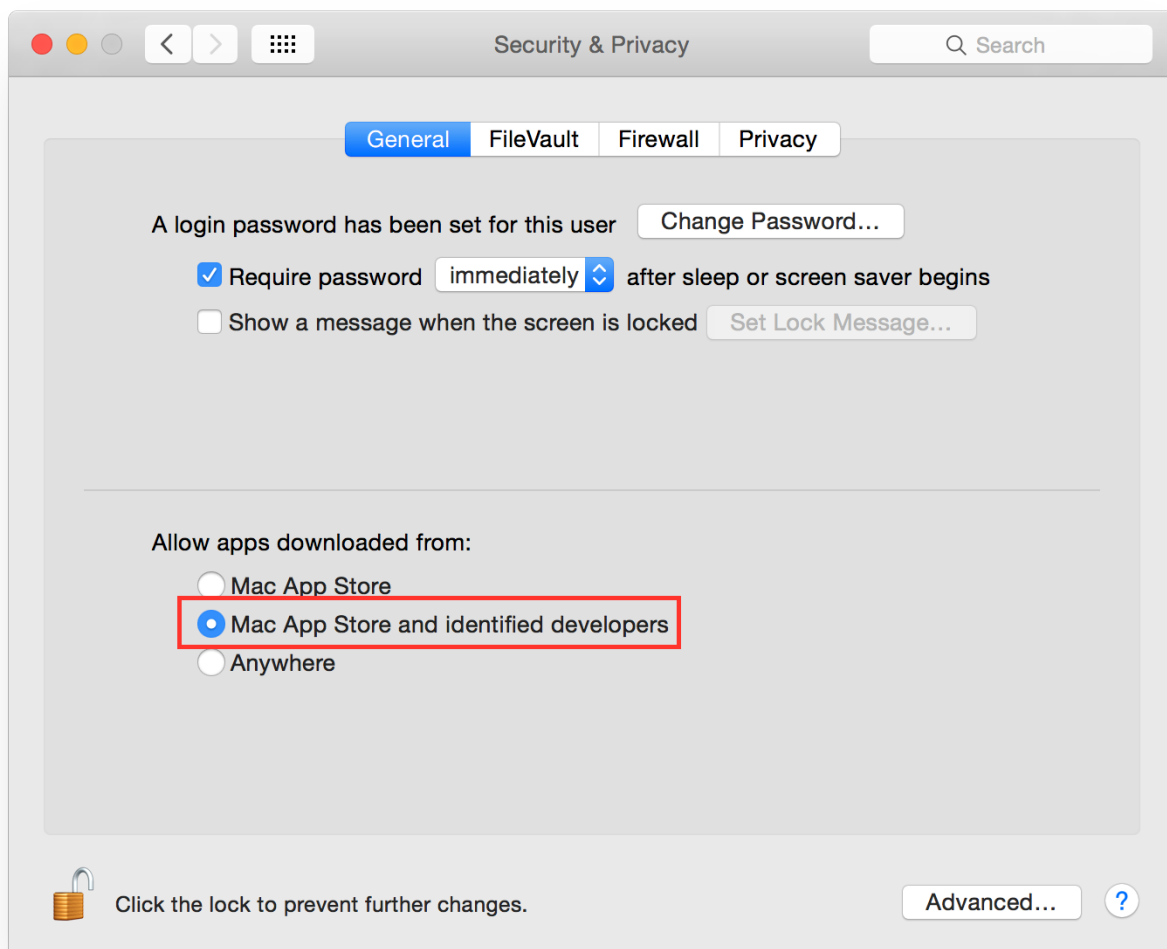 Security & Privacy
Search
General FileVault Firewall Privacy
A login password has been set for this user Change Password...
Require password immediately after sleep or screen saver begins
Show a message when the screen is locked Set Lock Message...
Allow apps downloaded from:
Mac App Store
Mac App Store and identified developers
Anywhere
Click the lock to prevent further changes.
Advanced... ?